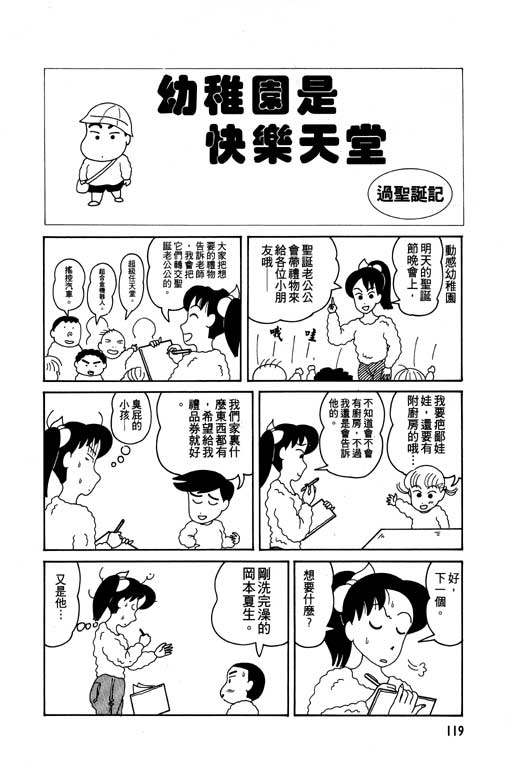 幼稚園是
快樂天堂
過聖誕記
動感幼稚園
明天的聖誕
節晚會上，
聖誕老公公
會帶禮物來
給各位小朋
友哦——
哇
哦
大家把想
要的禮物
告訴老師
，我會把
它們轉交聖
誕老公公的。
超級任天堂。
超合金機器人。
搖控汽車。
我要芭鄙娃
娃，還要有
附廚房的哦…
不知道會不會
有廚房，不過
我還是會告訴
他的。
我們家裏什
麼東西都有
，希望給我
禮品券就好
。
臭屁的
小孩——
好，
下一個。
想要什麼？
剛洗完澡的
岡本夏生。
又是他…
119